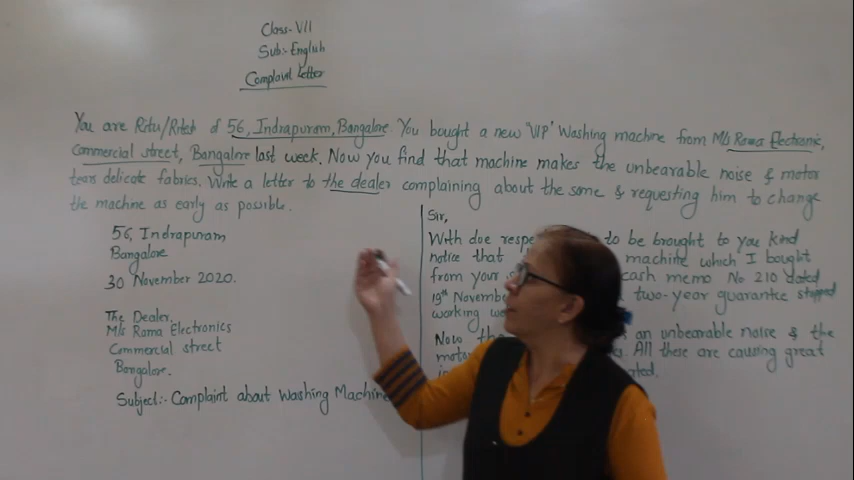 Class-VII
Sub:-English
Complaint Letter
You are Ritu/Ritesh of 56, Indrapuram, Bangalore. You bought a new 'VIP' Washing machine from M/s Rama Electronic,
Commercial street, Bangalore last week. Now you find that machine makes the unbearable noise & motor
tears delicate fabrics. Write a letter to the dealer complaining about the same & requesting him to change
the machine as early as possible.
56, Indrapuram
Bangalore
30 November 2020.
The Dealer,
M/s Rama Electronics
Commercial street
Bangalore.
Subject:- Complaint about Washing Machine
Sir,
With due to be brought to you kind
notice that machine which I bought
from your cash memo No 210 dated
19th two-year guarantee stopped
working
Now an unbearable noise & the
All these are causing great